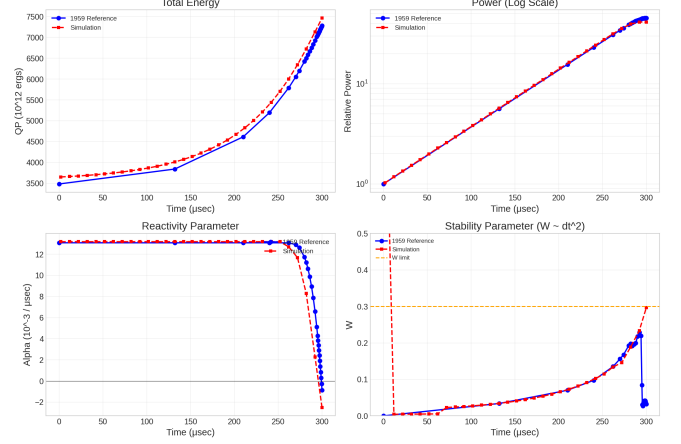 Total Energy
7500
7000
6500
6000
5500
5000
4500
4000
3500
QP (10^12 ergs)
1959 Reference
Simulation
0 50 100 150 200 250 300
Time (µsec)
Power (Log Scale)
10¹
10⁰
Relative Power
1959 Reference
Simulation
0 50 100 150 200 250 300
Time (µsec)
Reactivity Parameter
12
10
8
6
4
2
0
−2
Alpha (10^-3 / µsec)
1959 Reference
Simulation
0 50 100 150 200 250 300
Time (µsec)
Stability Parameter (W ~ dt^2)
0.5
0.4
0.3
0.2
0.1
0.0
W
1959 Reference
Simulation
W limit
0 50 100 150 200 250 300
Time (µsec)